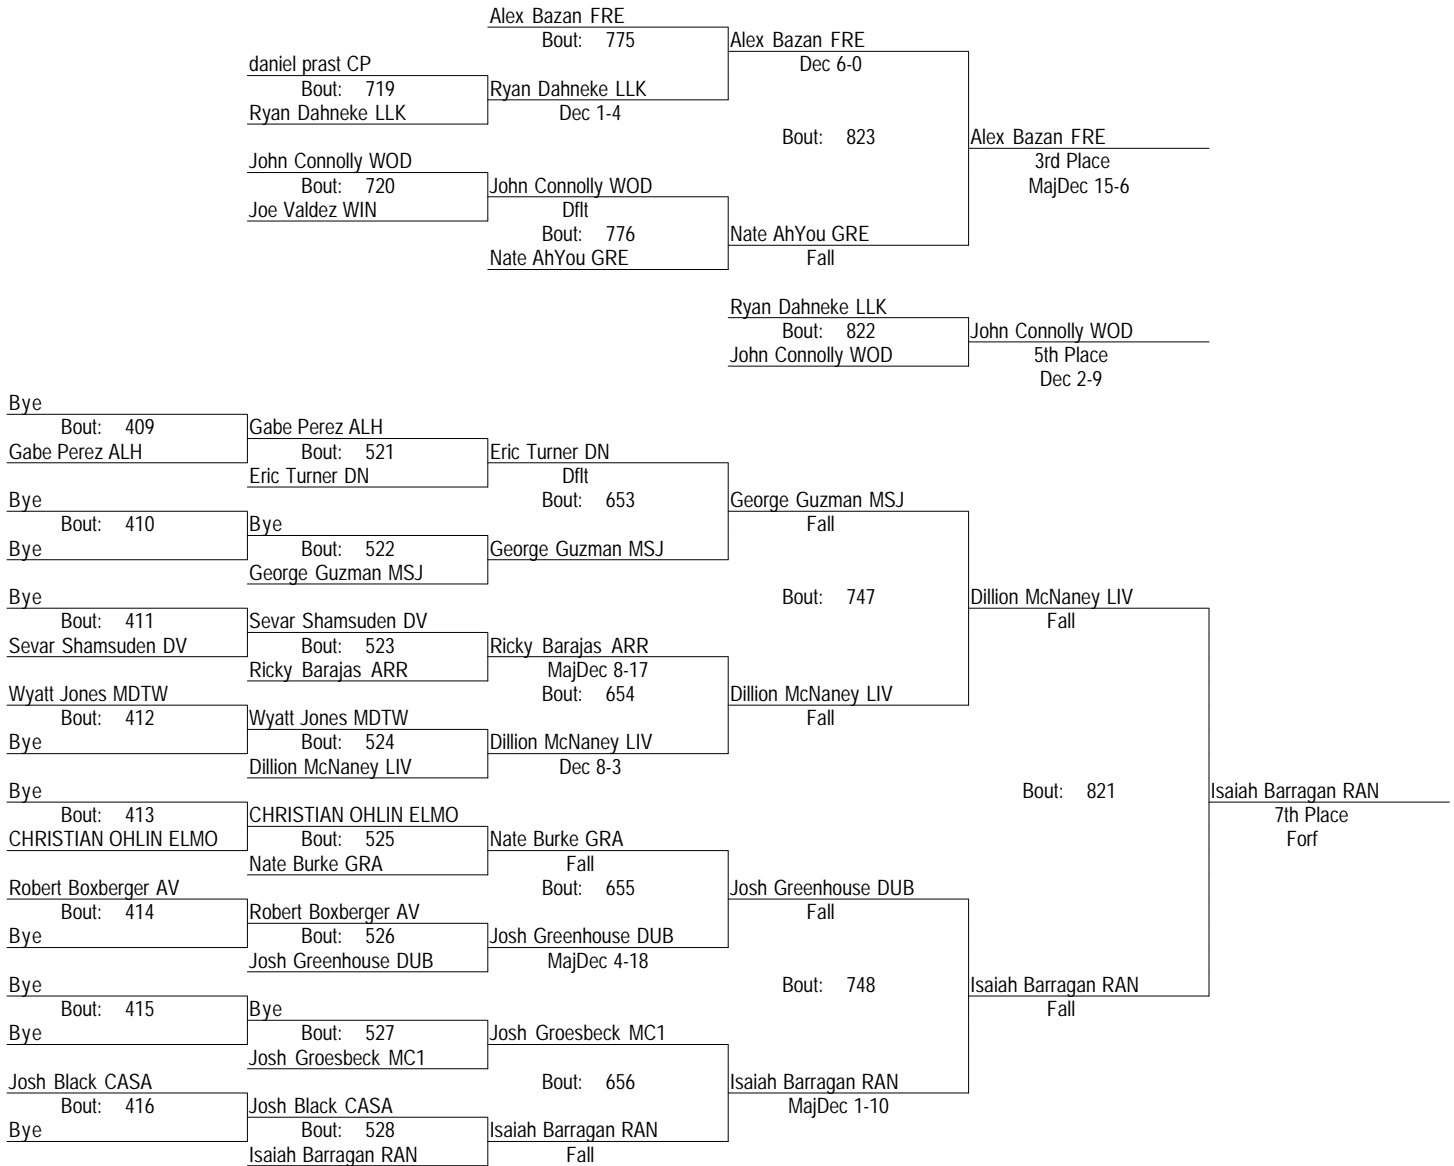 Alex Bazan FRE
Bout: 775 Alex Bazan FRE
daniel prast CP Dec 6-0
Bout: 719 Ryan Dahneke LLK
Ryan Dahneke LLK Dec 1-4
Bout: 823 Alex Bazan FRE
John Connolly WOD 3rd Place
Bout: 720 John Connolly WOD MajDec 15-6
Joe Valdez WIN Dflt
Bout: 776 Nate AhYou GRE
Nate AhYou GRE Fall
Ryan Dahneke LLK
Bout: 822 John Connolly WOD
John Connolly WOD 5th Place
Dec 2-9
Bye
Bout: 409 Gabe Perez ALH
Gabe Perez ALH Bout: 521 Eric Turner DN
Eric Turner DN Dflt
Bye Bout: 653 George Guzman MSJ
Bout: 410 Bye Fall
Bye Bout: 522 George Guzman MSJ
George Guzman MSJ
Bye Bout: 747 Dillion McNaney LIV
Bout: 411 Sevar Shamsuden DV Fall
Sevar Shamsuden DV Bout: 523 Ricky Barajas ARR
Ricky Barajas ARR MajDec 8-17
Wyatt Jones MDTW Bout: 654 Dillion McNaney LIV
Bout: 412 Wyatt Jones MDTW Fall
Bye Bout: 524 Dillion McNaney LIV
Dillion McNaney LIV Dec 8-3
Bye Bout: 821 Isaiah Barragan RAN
Bout: 413 CHRISTIAN OHLIN ELMO 7th Place
CHRISTIAN OHLIN ELMO Bout: 525 Nate Burke GRA Forf
Nate Burke GRA Fall
Robert Boxberger AV Bout: 655 Josh Greenhouse DUB
Bout: 414 Robert Boxberger AV Fall
Bye Bout: 526 Josh Greenhouse DUB
Josh Greenhouse DUB MajDec 4-18
Bye Bout: 748 Isaiah Barragan RAN
Bout: 415 Bye Fall
Bye Bout: 527 Josh Groesbeck MC1
Josh Groesbeck MC1
Josh Black CASA Bout: 656 Isaiah Barragan RAN
Bout: 416 Josh Black CASA MajDec 1-10
Bye Bout: 528 Isaiah Barragan RAN
Isaiah Barragan RAN Fall